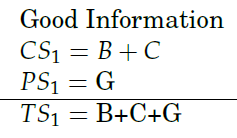 Good Information
CS₁ = B + C
PS₁ = G
TS₁ = B+C+G